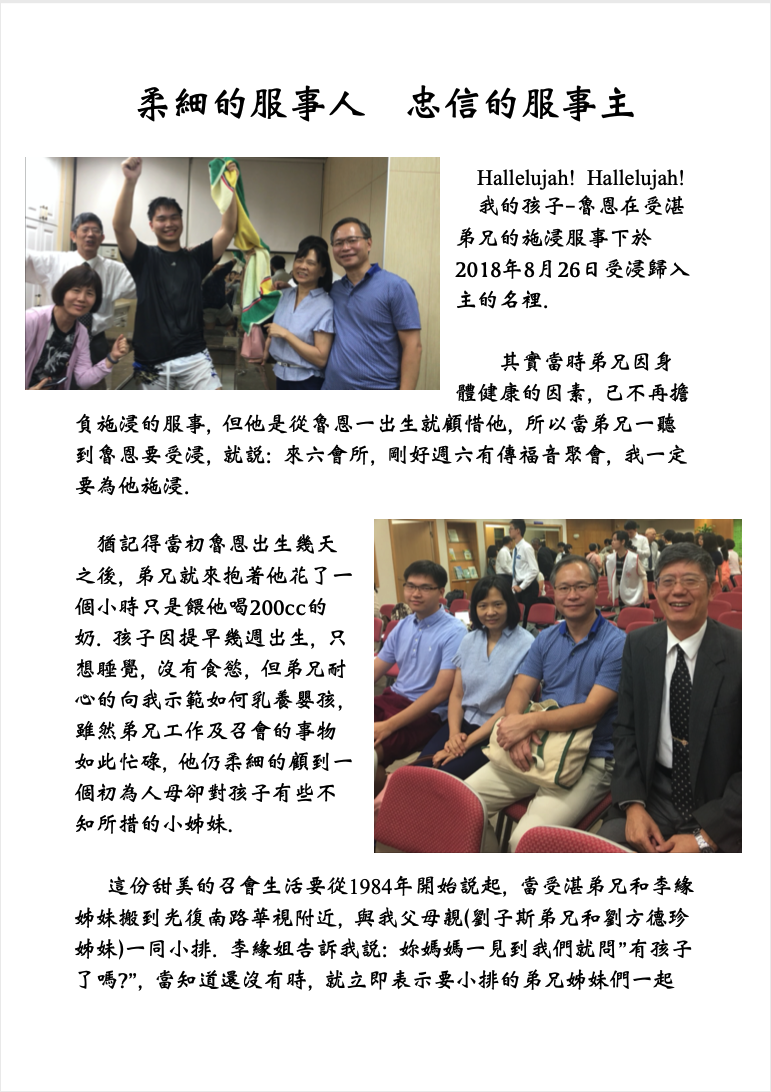 柔細的服事人　忠信的服事主
Hallelujah! Hallelujah!
我的孩子-魯恩在受湛
弟兄的施浸服事下於
2018年8月26日受浸歸入
主的名裡.
其實當時弟兄因身
體健康的因素, 已不再擔
負施浸的服事, 但他是從魯恩一出生就顧惜他, 所以當弟兄一聽
到魯恩要受浸, 就説: 來六會所, 剛好週六有傳福音聚會, 我一定
要為他施浸.
猶記得當初魯恩出生幾天
之後, 弟兄就來抱著他花了一
個小時只是餵他喝200cc的
奶. 孩子因提早幾週出生, 只
想睡覺, 沒有食慾, 但弟兄耐
心的向我示範如何乳養嬰孩,
雖然弟兄工作及召會的事物
如此忙碌, 他仍柔細的顧到一
個初為人母卻對孩子有些不
知所措的小姊妹.
這份甜美的召會生活要從1984年開始説起, 當受湛弟兄和李緣
姊妹搬到光復南路華視附近, 與我父母親(劉子斯弟兄和劉方德珍
姊妹)一同小排. 李緣姐告訴我説: 妳媽媽一見到我們就問”有孩子
了嗎?”, 當知道還沒有時, 就立即表示要小排的弟兄姊妹們一起